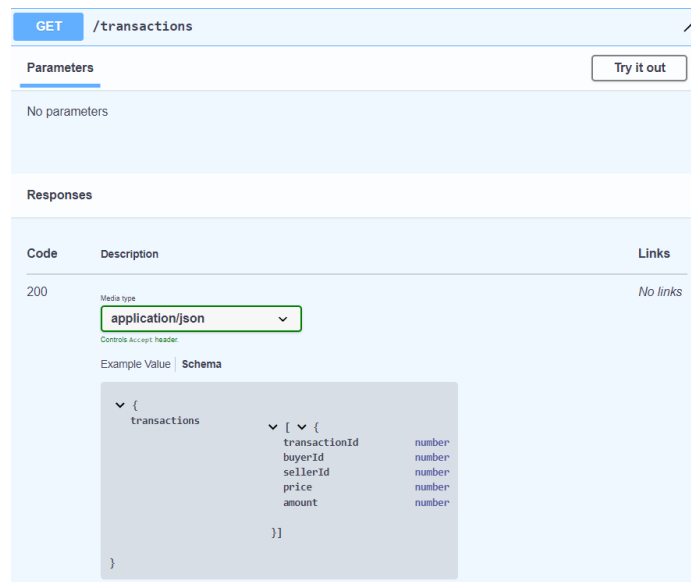 GET /transactions
Parameters Try it out
No parameters
Responses
Code Description Links
200 No links
Media type
application/json
Controls Accept header.
Example Value Schema
{
transactions
[ {
transactionId number
buyerId number
sellerId number
price number
amount number
}]
}